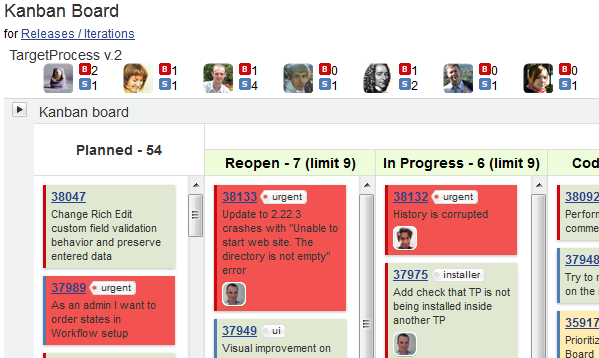 Kanban Board
for Releases / Iterations
TargetProcess v.2
B 2 B 1 B 1 B 0 B 1 B 0 B 0
S 1 S 1 S 4 S 1 S 2 S 1 S 1
Kanban board
Planned - 54
Reopen - 7 (limit 9) In Progress - 6 (limit 9) Cod
38047
Change Rich Edit
custom field validation
behavior and preserve
entered data
37989 urgent
As an admin I want to
order states in
Workflow setup
38133 urgent
Update to 2.22.3
crashes with "Unable to
start web site. The
directory is not empty"
error
37949 ui
Visual improvement on
38132 urgent
History is corrupted
37975 installer
Add check that TP is not
being installed inside
another TP
38092
Perform
comme
37948
Try to r
on the
35917
Prioritiz
Board